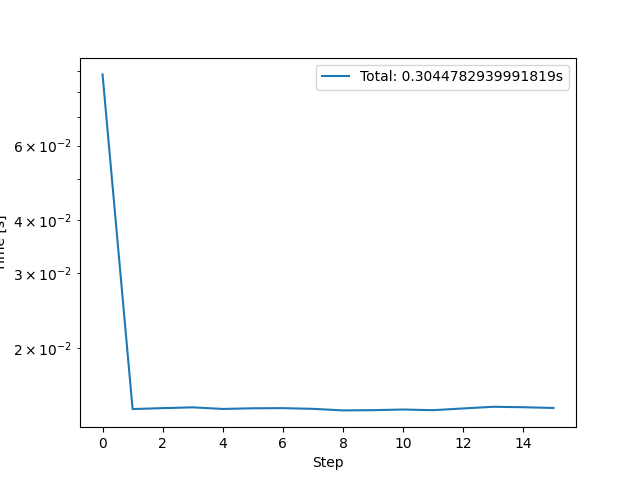 Total: 0.3044782939991819s
6 × 10⁻²
4 × 10⁻²
3 × 10⁻²
2 × 10⁻²
0 2 4 6 8 10 12 14
Step